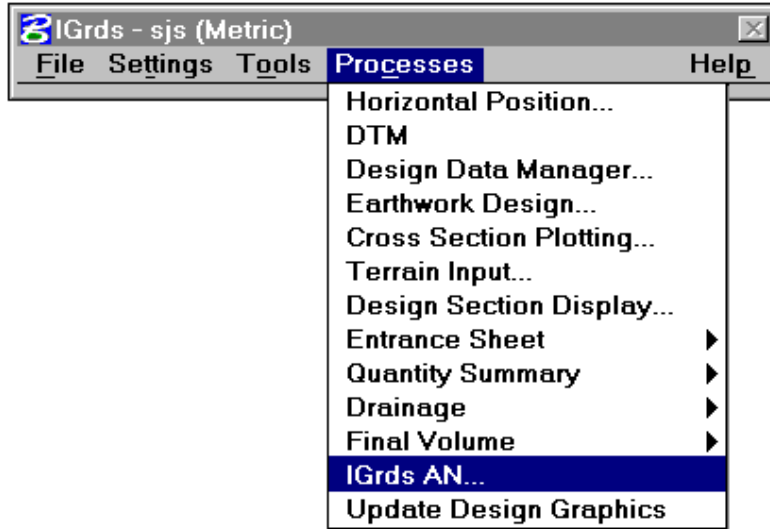 IGrds - sjs (Metric)
File Settings Tools Processes Help
Horizontal Position...
DTM
Design Data Manager...
Earthwork Design...
Cross Section Plotting...
Terrain Input...
Design Section Display...
Entrance Sheet
Quantity Summary
Drainage
Final Volume
IGrds AN...
Update Design Graphics